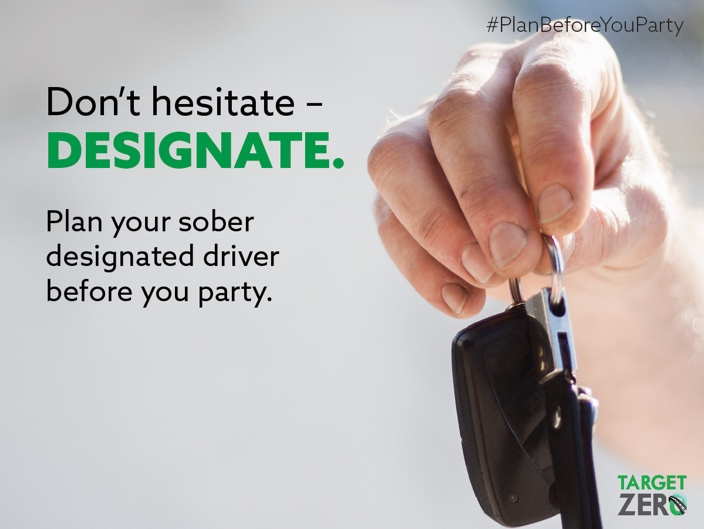 #PlanBeforeYouParty
Don't hesitate –
DESIGNATE.
Plan your sober
designated driver
before you party.
TARGET
ZERO